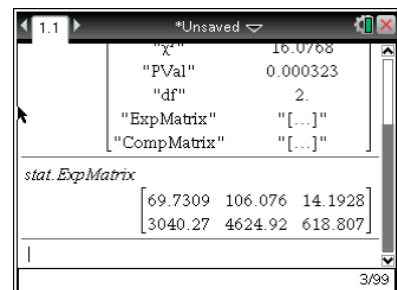 1.1 *Unsaved
"χ²" 16.0768
"PVal" 0.000323
"df" 2.
"ExpMatrix" "[...]"
"CompMatrix" "[...]"
stat.ExpMatrix
69.7309 106.076 14.1928
3040.27 4624.92 618.807
3/99